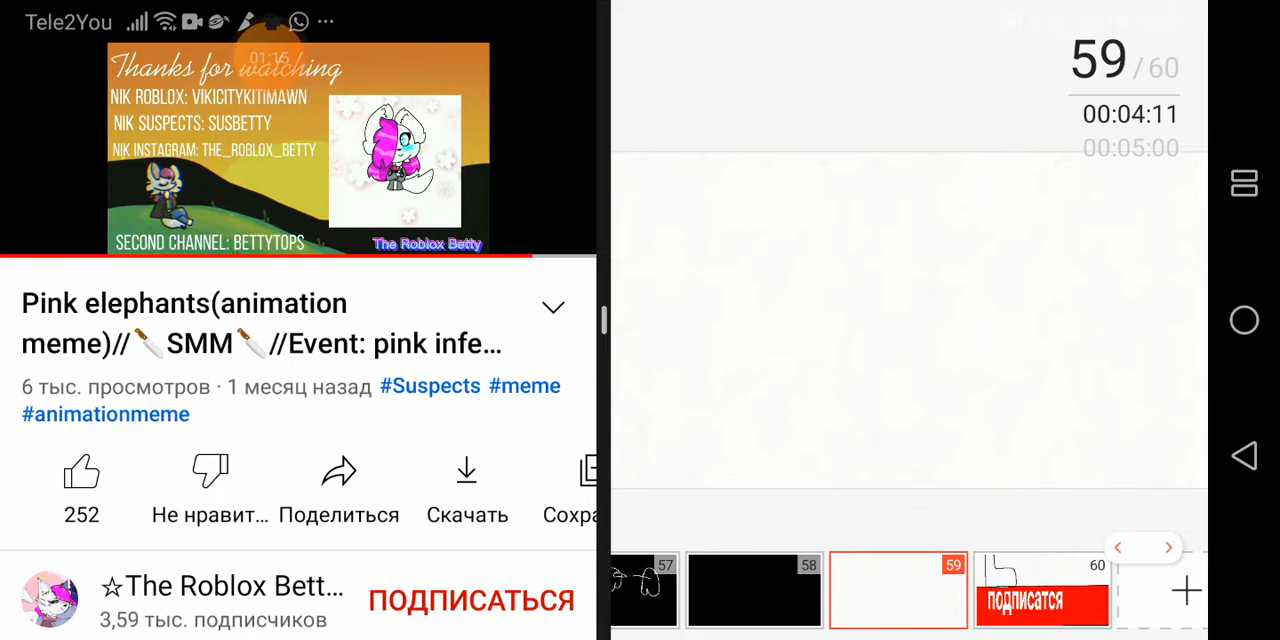 Tele2You
01:15
Thanks for watching
NIK ROBLOX: VIKICITYKITIMAWN
NIK SUSPECTS: SUSBETTY
NIK INSTAGRAM: THE_ROBLOX_BETTY
SECOND CHANNEL: BETTYTOPS
The Roblox Betty
Pink elephants(animation
meme)//🔪SMM🔪//Event: pink infe...
6 тыс. просмотров · 1 месяц назад #Suspects #meme
#animationmeme
252
Не нравит...
Поделиться
Скачать
Сохра
☆The Roblox Bett...
3,59 тыс. подписчиков
ПОДПИСАТЬСЯ
59 / 60
00:04:11
00:05:00
57
58
59
60
подписатся